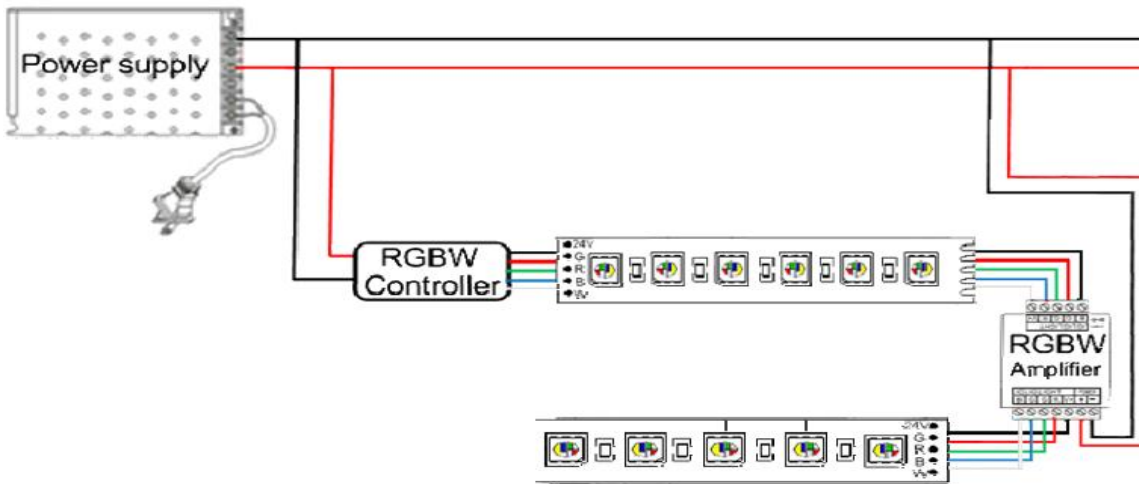 Power supply
RGBW
Controller
24V
G
R
B
W
RGBW
Amplifier
-24V
G
R
B
W